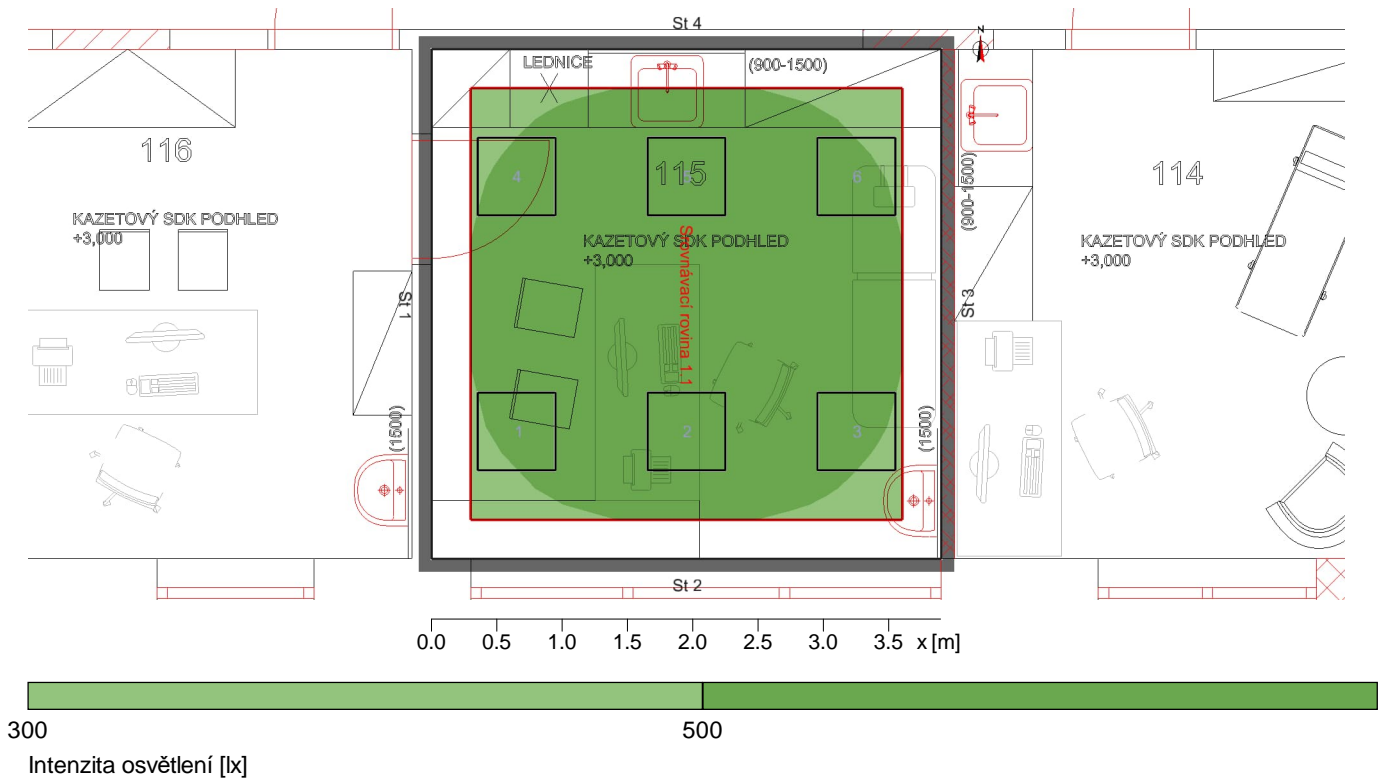 St 4
N
LEDNICE
(900-1500)
116
115
114
4
5
6
KAZETOVÝ SDK PODHLED
+3,000
KAZETOVÝ SDK PODHLED
+3,000
KAZETOVÝ SDK PODHLED
+3,000
(900-1500)
Srovnávací rovina 1.1
St 1
St 3
(1500)
(1500)
1
2
3
St 2
0.0 0.5 1.0 1.5 2.0 2.5 3.0 3.5 x [m]
300 500
Intenzita osvětlení [lx]